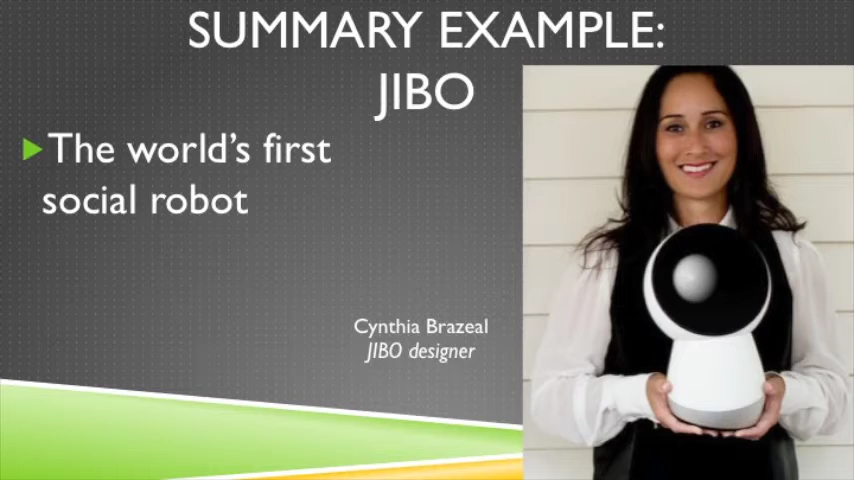 SUMMARY EXAMPLE:
JIBO
The world’s first
social robot
Cynthia Brazeal
JIBO designer